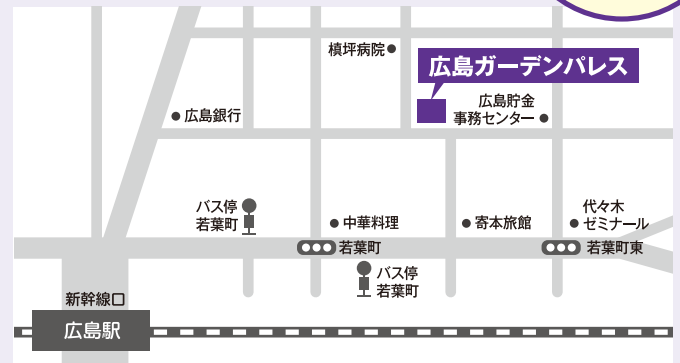 槙坪病院
広島ガーデンパレス
広島貯金
事務センター
広島銀行
バス停
若葉町
中華料理
寄本旅館
代々木
ゼミナール
若葉町
若葉町東
バス停
若葉町
新幹線口
広島駅